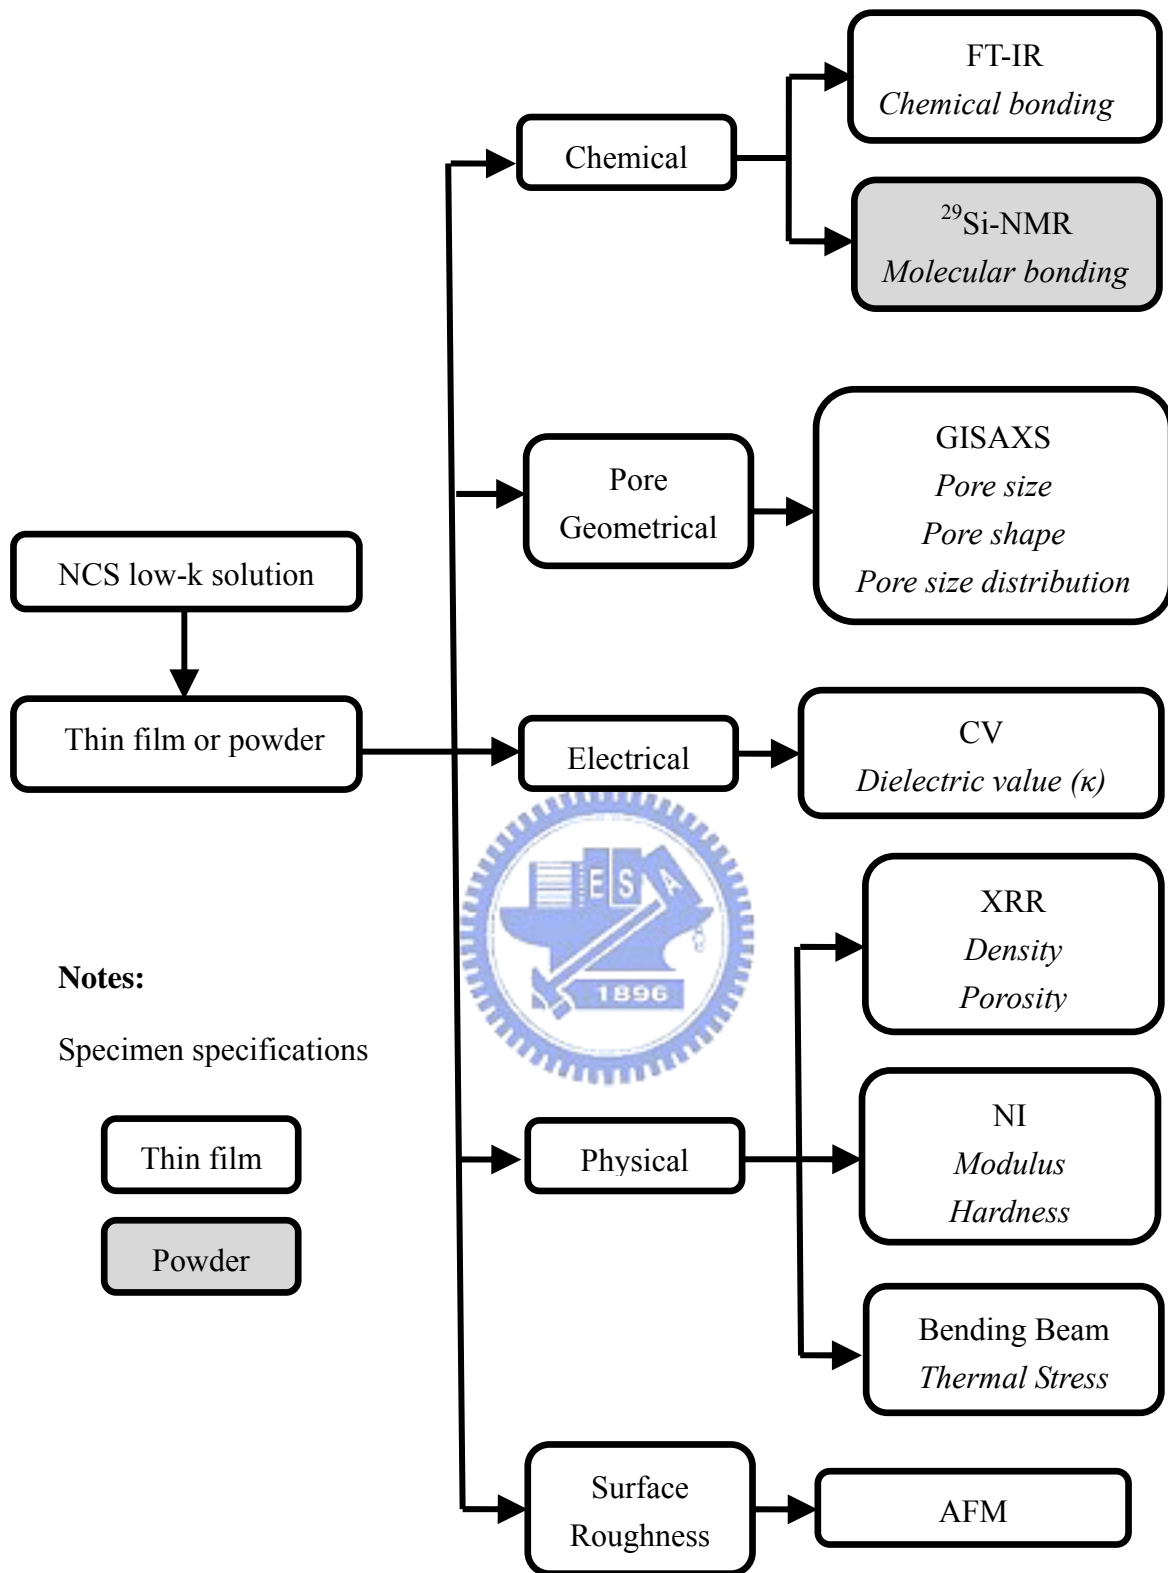 FT-IR
Chemical bonding
Chemical
²⁹Si-NMR
Molecular bonding
GISAXS
Pore size
Pore shape
Pore size distribution
Pore
Geometrical
NCS low-k solution
Thin film or powder
Electrical
CV
Dielectric value (κ)
E S A
1896
XRR
Density
Porosity
Notes:
Specimen specifications
Thin film
Powder
Physical
NI
Modulus
Hardness
Bending Beam
Thermal Stress
Surface
Roughness
AFM